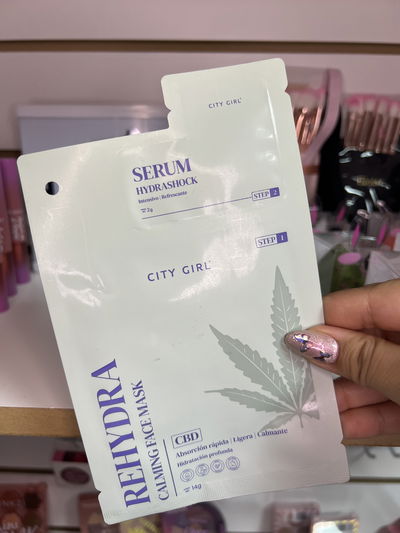 CITY GIRL
SERUM
HYDRASHOCK
Intensivo | Refrescante
2g
STEP 2
STEP 1
CITY GIRL
REHYDRA
CALMING FACE MASK
CBD
Absorción rápida | Ligera | Calmante
Hidratación profunda
14g